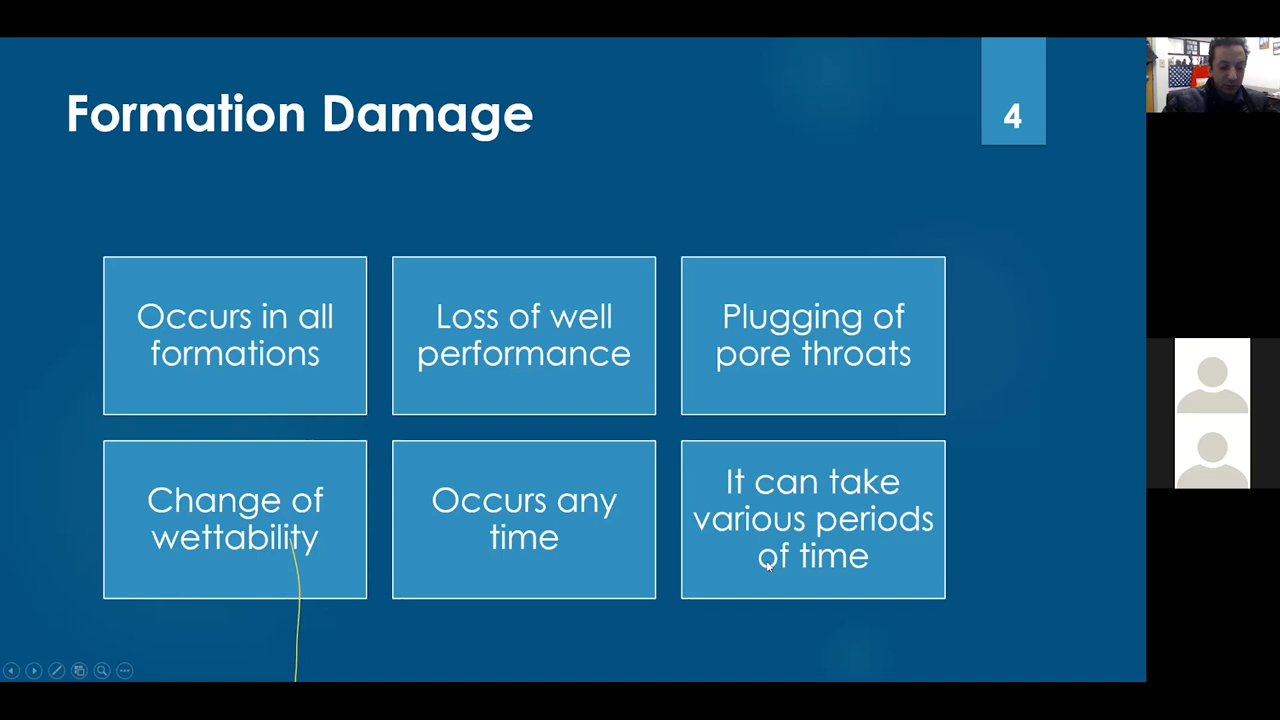 Formation Damage
4
Occurs in all
formations
Loss of well
performance
Plugging of
pore throats
Change of
wettability
Occurs any
time
It can take
various periods
of time